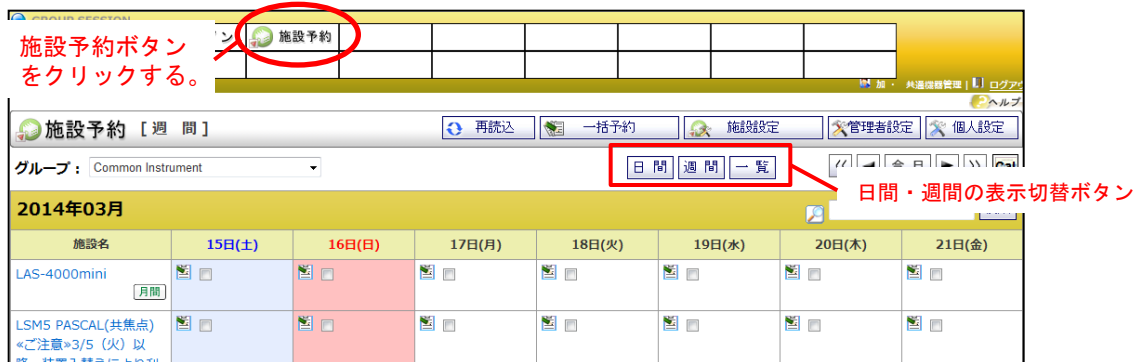 GROUP SESSION
施設予約ボタン
をクリックする。
ン
施設予約
共通機器管理 |
ヘルプ
施設予約 [週 間]
再読込
一括予約
施設設定
管理者設定
個人設定
グループ： Common Instrument
日 間
週 間
一 覧
日間・週間の表示切替ボタン
2014年03月
施設名
15日(土)
16日(日)
17日(月)
18日(火)
19日(水)
20日(木)
21日(金)
LAS-4000mini
月間
LSM5 PASCAL(共焦点)
«ご注意»3/5（火）以